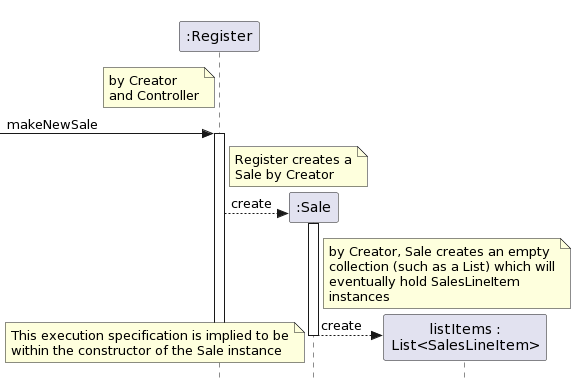 :Register
by Creator
and Controller
makeNewSale
Register creates a
Sale by Creator
create
:Sale
by Creator, Sale creates an empty
collection (such as a List) which will
eventually hold SalesLineItem
instances
This execution specification is implied to be
within the constructor of the Sale instance
create
listItems :
List<SalesLineItem>